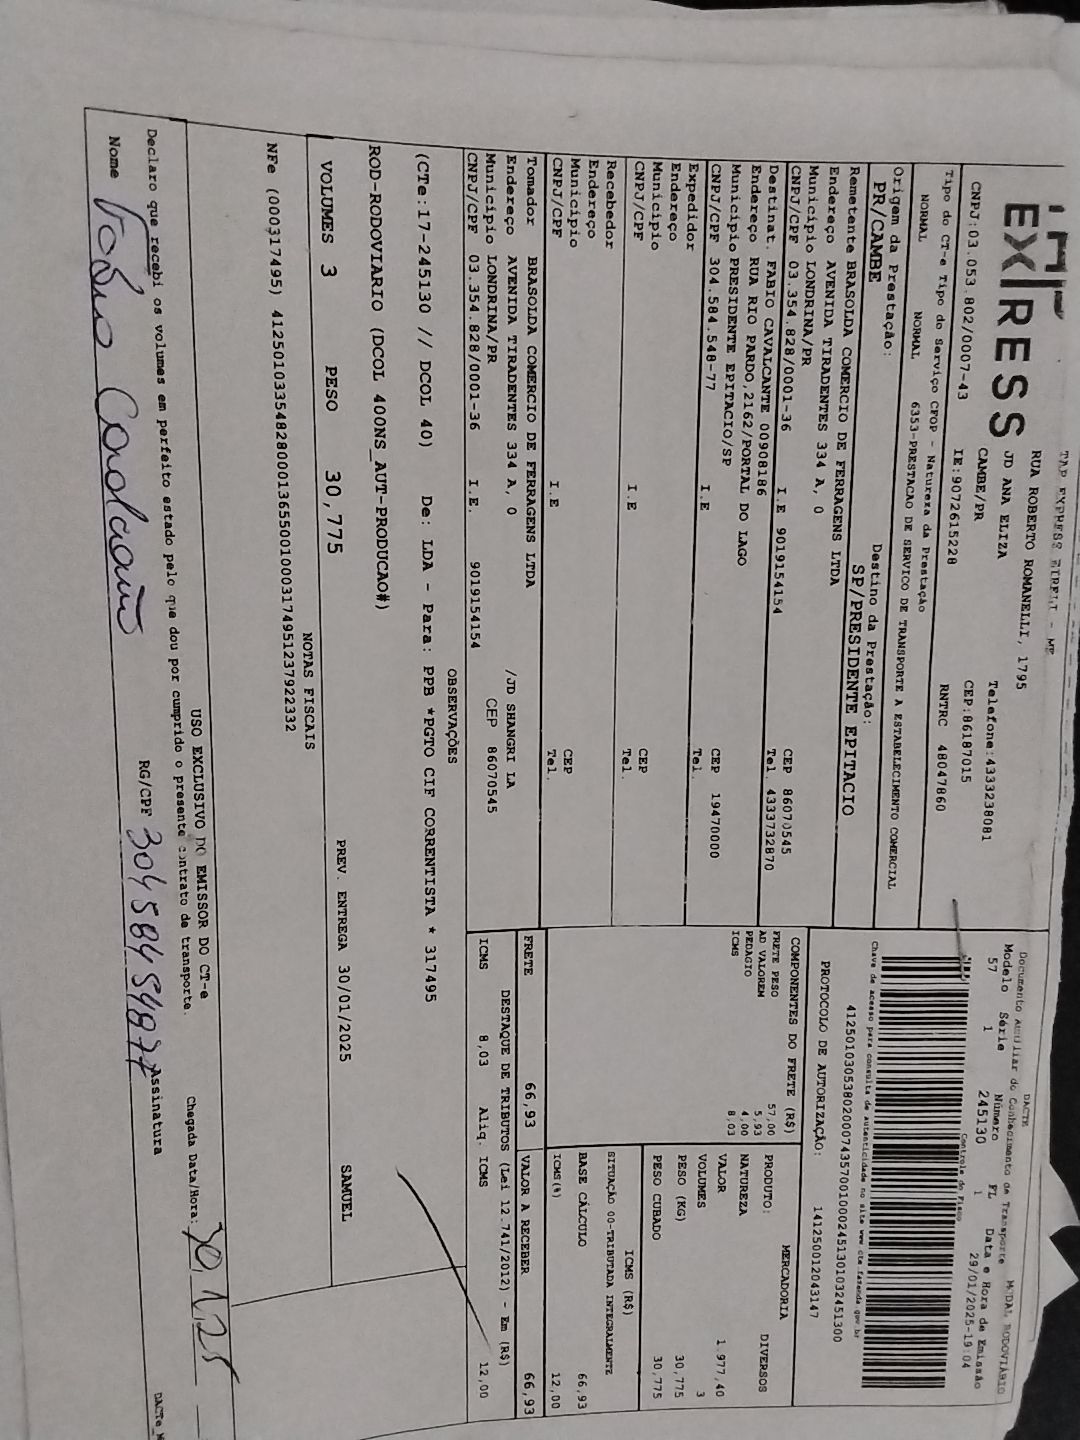 TAP EXPRESS EIRELI - ME
EXPRESS
RUA ROBERTO ROMANELLI, 1795
JD ANA ELIZA
CAMBE/PR
Telefone:4333238081
CEP:86187015
CNPJ:03.053.802/0007-43
IE:9072615228
RNTRC 48047860
Tipo do CT-e Tipo do Serviço CFOP - Natureza da Prestação
NORMAL NORMAL 6353-PRESTACAO DE SERVICO DE TRANSPORTE A ESTABELECIMENTO COMERCIAL
Origem da Prestação: Destino da Prestação:
PR/CAMBE SP/PRESIDENTE EPITACIO
DACTE
Documento Auxiliar do Conhecimento de Transporte MODAL RODOVIÁRIO
Modelo Série Número FL Data e Hora de Emissão
57 1 245130 1 29/01/2025-19:04
Controle do Fisco
Chave de acesso para consulta de autenticidade no site www.cte.fazenda.gov.br
41250103053802000743570010002451301032451300
PROTOCOLO DE AUTORIZAÇÃO: 141250012043147
Remetente BRASOLDA COMERCIO DE FERRAGENS LTDA
Endereço AVENIDA TIRADENTES 334 A, 0
Município LONDRINA/PR CEP 86070545
CNPJ/CPF 03.354.828/0001-36 I.E 9019154154 Tel. 4333732870
Destinat. FABIO CAVALCANTE 00908186
Endereço RUA RIO PARDO,2162/PORTAL DO LAGO
Município PRESIDENTE EPITACIO/SP CEP 19470000
CNPJ/CPF 304.584.548-77 I.E Tel.
Expedidor
Endereço
Município CEP
CNPJ/CPF I.E Tel.
Recebedor
Endereço
Município CEP
CNPJ/CPF I.E Tel.
Tomador BRASOLDA COMERCIO DE FERRAGENS LTDA
Endereço AVENIDA TIRADENTES 334 A, 0 /JD SHANGRI LA
Município LONDRINA/PR CEP 86070545
CNPJ/CPF 03.354.828/0001-36 I.E. 9019154154
COMPONENTES DO FRETE (R$)
FRETE PESO 57,00
AD VALOREM 5,93
PEDAGIO 4,00
ICMS 8,03
MERCADORIA
PRODUTO: DIVERSOS
NATUREZA
VALOR 1.977,40
VOLUMES 3
PESO (KG) 30,775
PESO CUBADO 30,775
ICMS (R$)
SITUAÇÃO 00-TRIBUTADA INTEGRALMENTE
BASE CÁLCULO 66,93
ICMS(%) 12,00
FRETE 66,93 VALOR A RECEBER 66,93
DESTAQUE DE TRIBUTOS (Lei 12.741/2012) - Em (R$)
ICMS 8,03 Aliq. ICMS 12,00
OBSERVAÇÕES
(CTe:17-245130 // DCOL 40) De: LDA - Para: PPB *PGTO CIF CORRENTISTA * 317495
ROD-RODOVIARIO (DCOL 400NS_AUT-PRODUCAO#)
VOLUMES 3 PESO 30,775 PREV. ENTREGA 30/01/2025 SAMUEL
NOTAS FISCAIS
NFe (000317495) 41250103354828000136550010003174951237922332
USO EXCLUSIVO DO EMISSOR DO CT-e
Declaro que recebi os volumes em perfeito estado pelo que dou por cumprido o presente contrato de transporte. Chegada Data/Hora: 30.1.25
Nome Fabio RG/CPF 30458454877 Assinatura